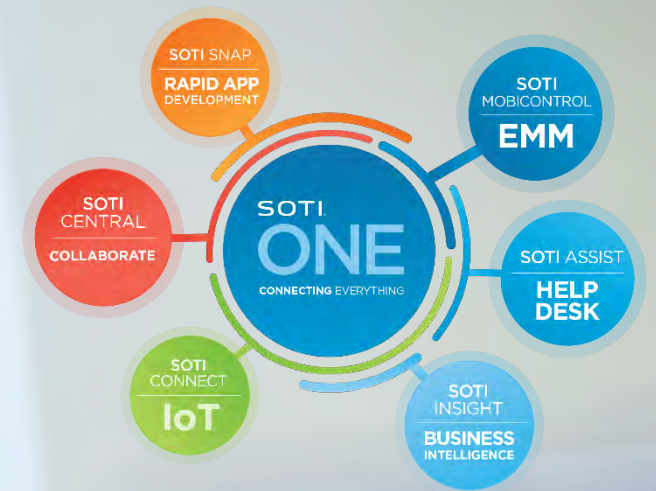 SOTI SNAP
RAPID APP
DEVELOPMENT
SOTI
MOBICONTROL
EMM
SOTI
CENTRAL
COLLABORATE
SOTI
ONE
CONNECTING EVERYTHING
SOTI ASSIST
HELP
DESK
SOTI
CONNECT
IoT
SOTI
INSIGHT
BUSINESS
INTELLIGENCE